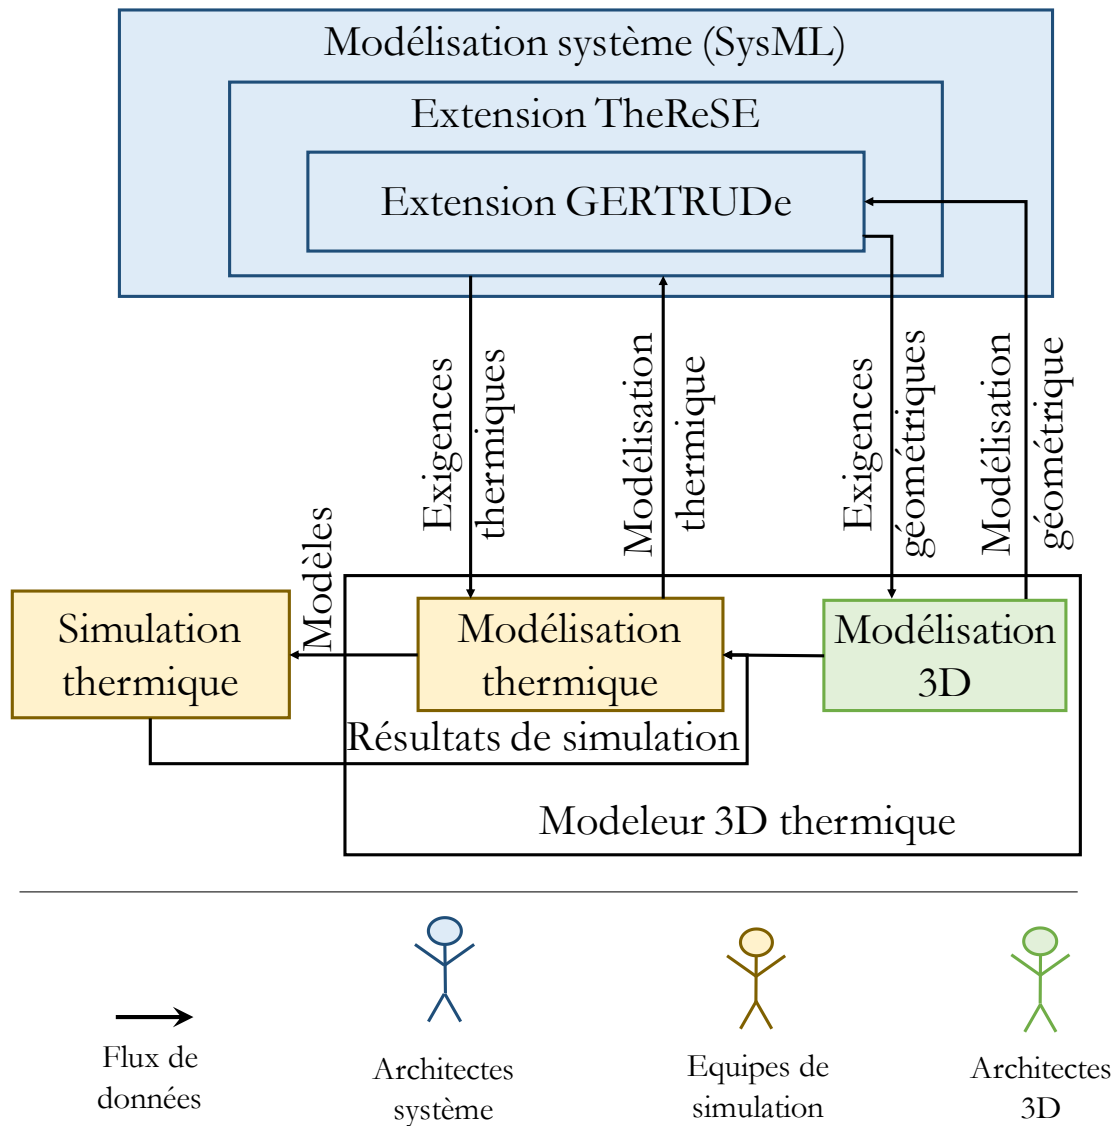 Modélisation système (SysML)
Extension TheReSE
Extension GERTRUDe
Exigences
thermiques
Modélisation
thermique
Exigences
géométriques
Modélisation
géométrique
Modèles
Simulation
thermique
Modélisation
thermique
Modélisation
3D
Résultats de simulation
Modeleur 3D thermique
Flux de
données
Architectes
système
Equipes de
simulation
Architectes
3D